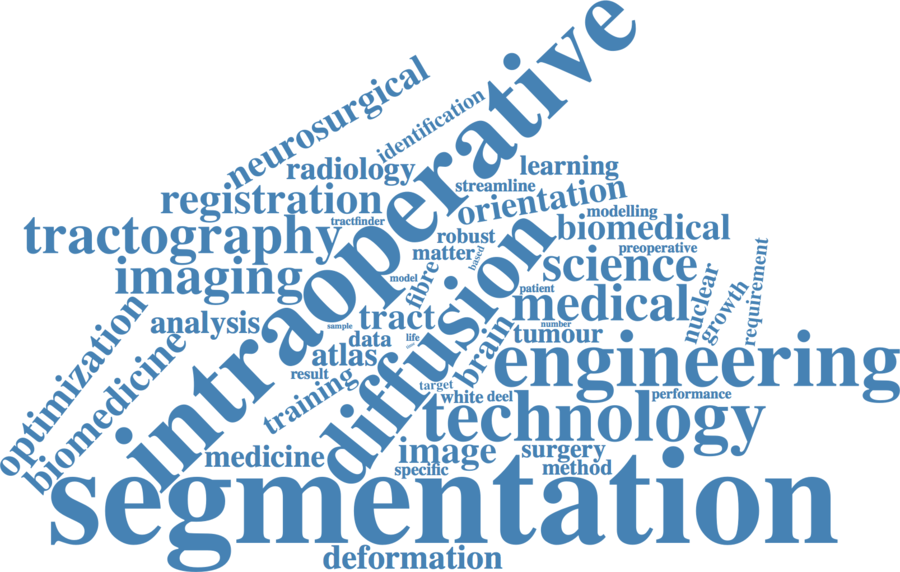 intraoperative
neurosurgical
identification
radiology
learning
streamline
registration
orientation
tractfinder
modelling
tractography
biomedical
robust
preoperative
matter
based
science
imaging
model
fibre
nuclear
growth
requirement
patient
medical
diffusion
optimization
analysis
sample
tract
number
tumour
life
data
brain
atlas
engineering
biomedicine
result
training
target
white
deel
performance
technology
image
surgery
medicine
method
specific
segmentation
deformation